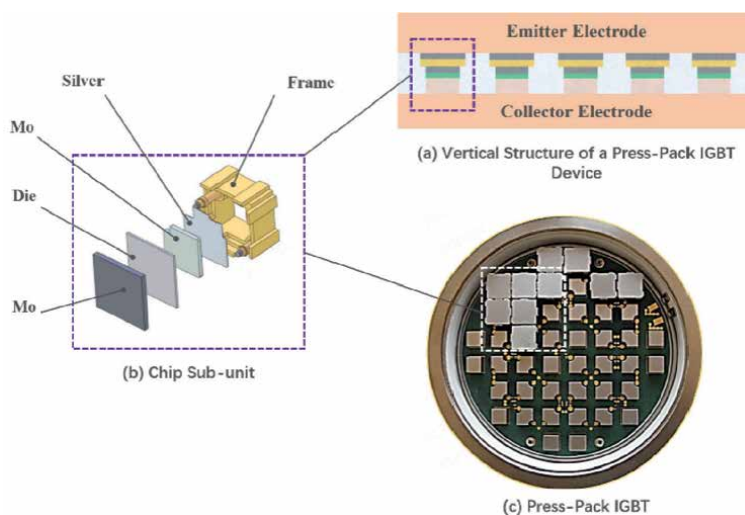 Emitter Electrode
Collector Electrode
(a) Vertical Structure of a Press-Pack IGBT
Device
Silver
Frame
Mo
Die
Mo
(b) Chip Sub-unit
(c) Press-Pack IGBT